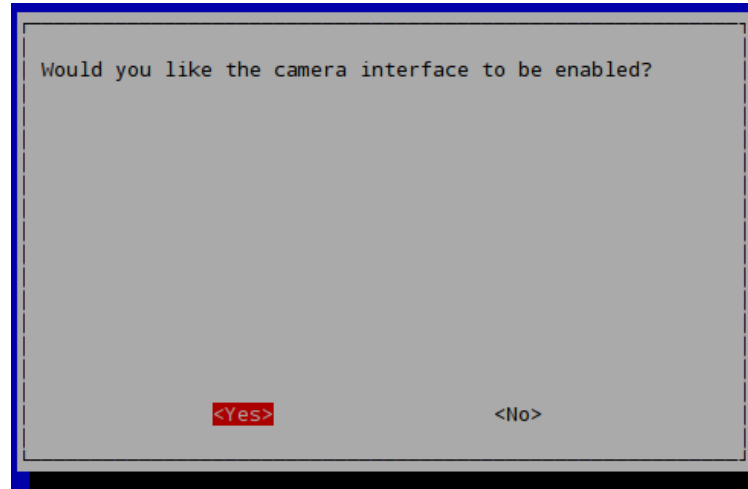 Would you like the camera interface to be enabled?
<Yes> <No>